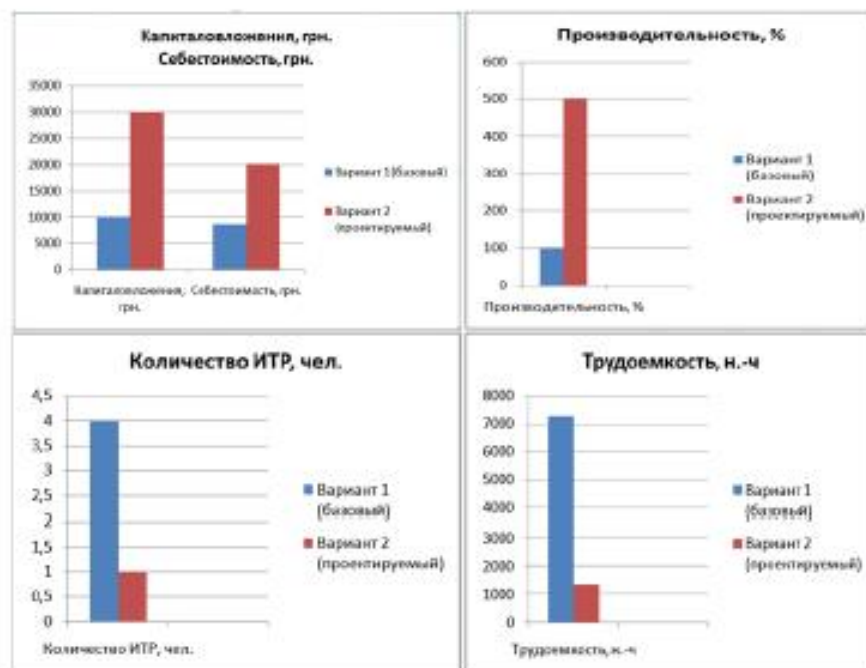 Капиталовложения, грн.
Себестоимость, грн.
35000
30000
25000
20000
15000
10000
5000
0
Капиталовложения, Себестоимость, грн.
грн.
Вариант 1 (базовый)
Вариант 2
(проектируемый)
Производительность, %
600
500
400
300
200
100
0
Производительность, %
Вариант 1
(базовый)
Вариант 2
(проектируемый)
Количество ИТР, чел.
4,5
4
3,5
3
2,5
2
1,5
1
0,5
0
Количество ИТР, чел.
Вариант 1
(базовый)
Вариант 2
(проектируемый)
Трудоемкость, н.-ч
8000
7000
6000
5000
4000
3000
2000
1000
0
Трудоемкость, н.-ч
Вариант 1
(базовый)
Вариант 2
(проектируемый)